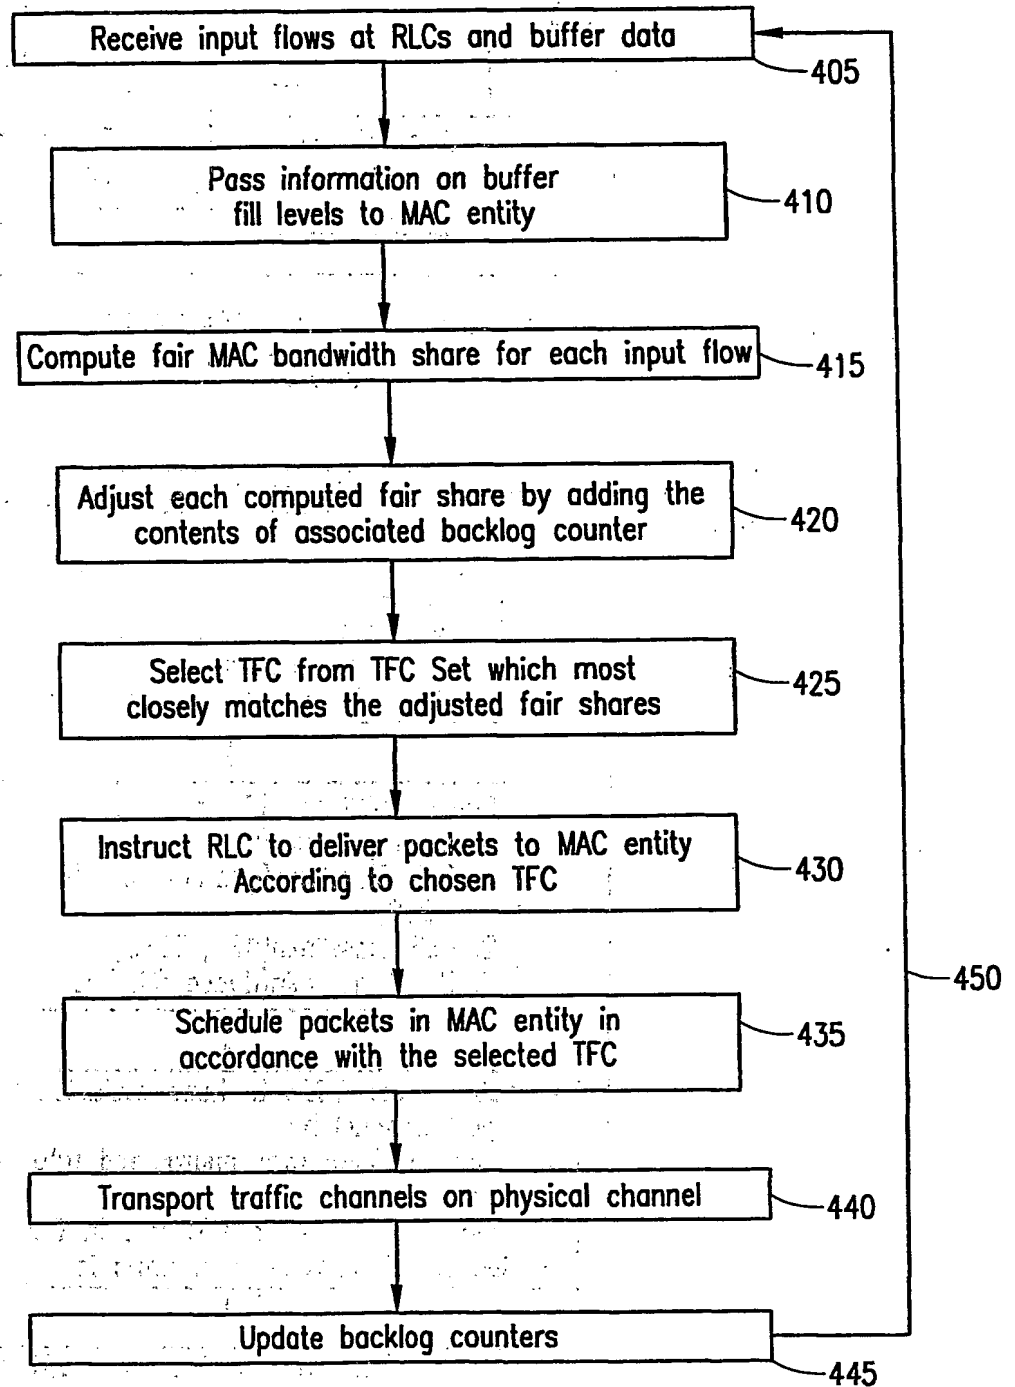 Receive input flows at RLCs and buffer data
405
Pass information on buffer
fill levels to MAC entity
410
Compute fair MAC bandwidth share for each input flow
415
Adjust each computed fair share by adding the
contents of associated backlog counter
420
Select TFC from TFC Set which most
closely matches the adjusted fair shares
425
Instruct RLC to deliver packets to MAC entity
According to chosen TFC
430
450
Schedule packets in MAC entity in
accordance with the selected TFC
435
Transport traffic channels on physical channel
440
Update backlog counters
445